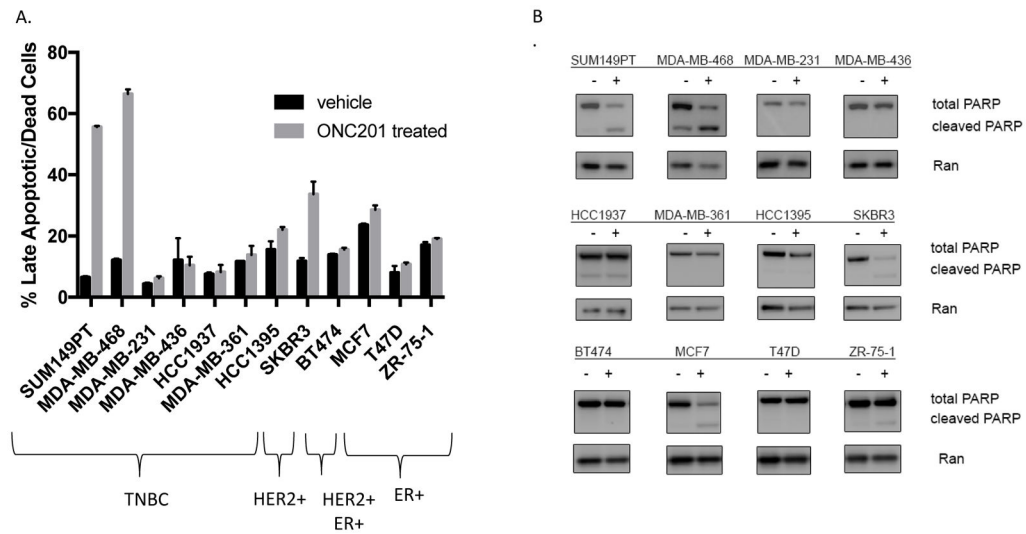 A.
% Late Apoptotic/Dead Cells
80
60
40
20
0
vehicle
ONC201 treated
SUM149PT
MDA-MB-468
MDA-MB-231
MDA-MB-436
HCC1937
MDA-MB-361
HCC1395
SKBR3
BT474
MCF7
T47D
ZR-75-1
TNBC
HER2+
HER2+
ER+
ER+
B
.
SUM149PT MDA-MB-468 MDA-MB-231 MDA-MB-436
- + - + - + - +
total PARP
cleaved PARP
Ran
HCC1937 MDA-MB-361 HCC1395 SKBR3
- + - + - + - +
total PARP
cleaved PARP
Ran
BT474 MCF7 T47D ZR-75-1
- + - + - + - +
total PARP
cleaved PARP
Ran